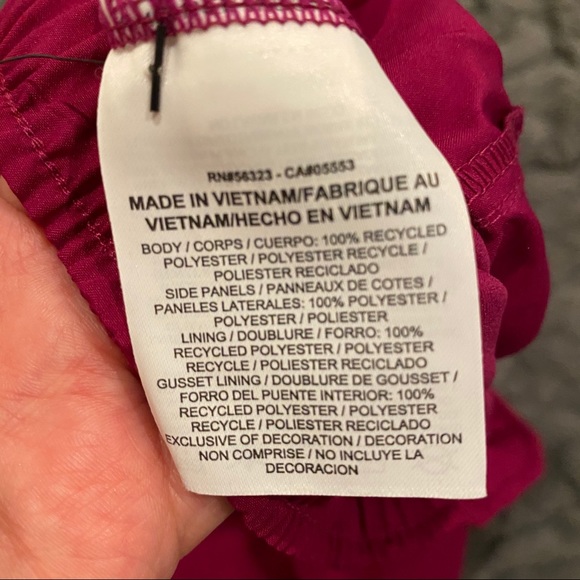 RN#56323 - CA#05553
MADE IN VIETNAM/FABRIQUE AU
VIETNAM/HECHO EN VIETNAM
BODY / CORPS / CUERPO: 100% RECYCLED
POLYESTER / POLYESTER RECYCLE /
POLIESTER RECICLADO
SIDE PANELS / PANNEAUX DE COTES /
PANELES LATERALES: 100% POLYESTER /
POLYESTER / POLIESTER
LINING / DOUBLURE / FORRO: 100%
RECYCLED POLYESTER / POLYESTER
RECYCLE / POLIESTER RECICLADO
GUSSET LINING / DOUBLURE DE GOUSSET /
FORRO DEL PUENTE INTERIOR: 100%
RECYCLED POLYESTER / POLYESTER
RECYCLE / POLIESTER RECICLADO
EXCLUSIVE OF DECORATION / DECORATION
NON COMPRISE / NO INCLUYE LA
DECORACION